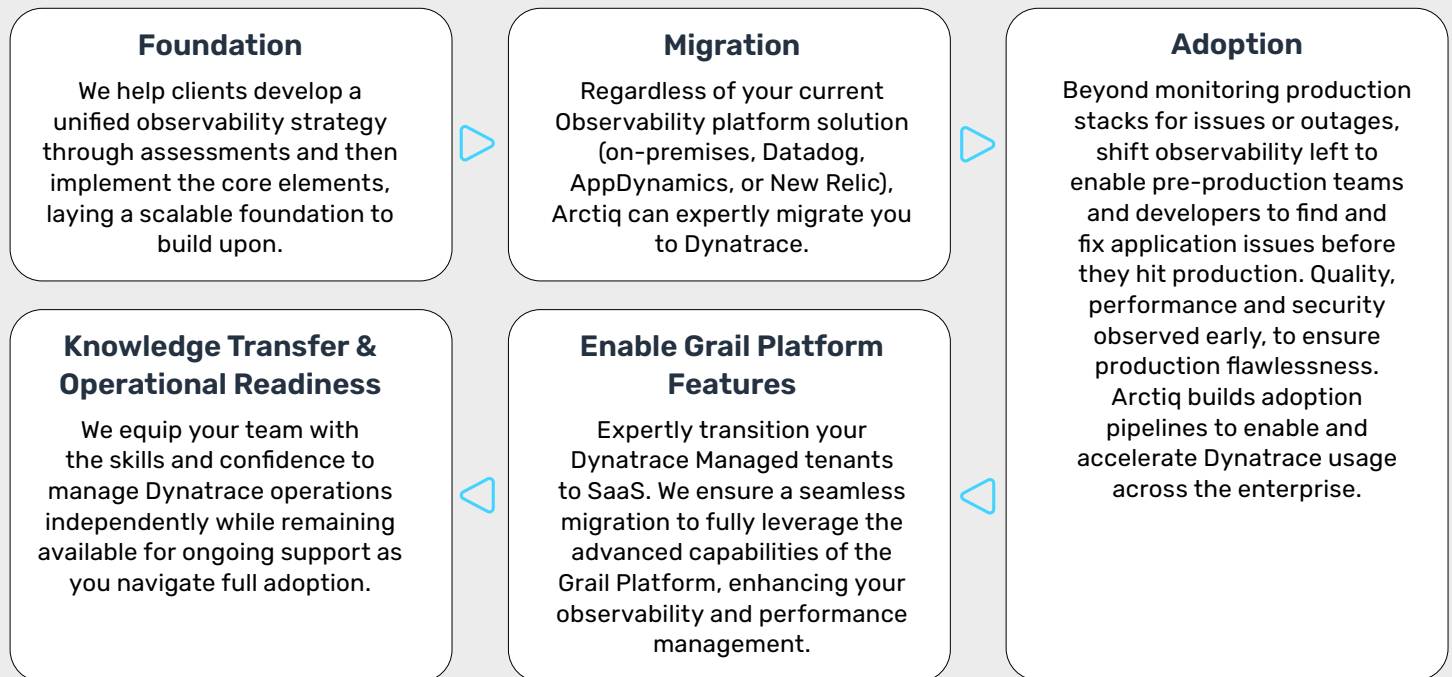 Foundation
We help clients develop a
unified observability strategy
through assessments and then
implement the core elements,
laying a scalable foundation to
build upon.
Migration
Regardless of your current
Observability platform solution
(on-premises, Datadog,
AppDynamics, or New Relic),
Arctiq can expertly migrate you
to Dynatrace.
Adoption
Beyond monitoring production
stacks for issues or outages,
shift observability left to
enable pre-production teams
and developers to find and
fix application issues before
they hit production. Quality,
performance and security
observed early, to ensure
production flawlessness.
Arctiq builds adoption
pipelines to enable and
accelerate Dynatrace usage
across the enterprise.
Enable Grail Platform
Features
Expertly transition your
Dynatrace Managed tenants
to SaaS. We ensure a seamless
migration to fully leverage the
advanced capabilities of the
Grail Platform, enhancing your
observability and performance
management.
Knowledge Transfer &
Operational Readiness
We equip your team with
the skills and confidence to
manage Dynatrace operations
independently while remaining
available for ongoing support as
you navigate full adoption.